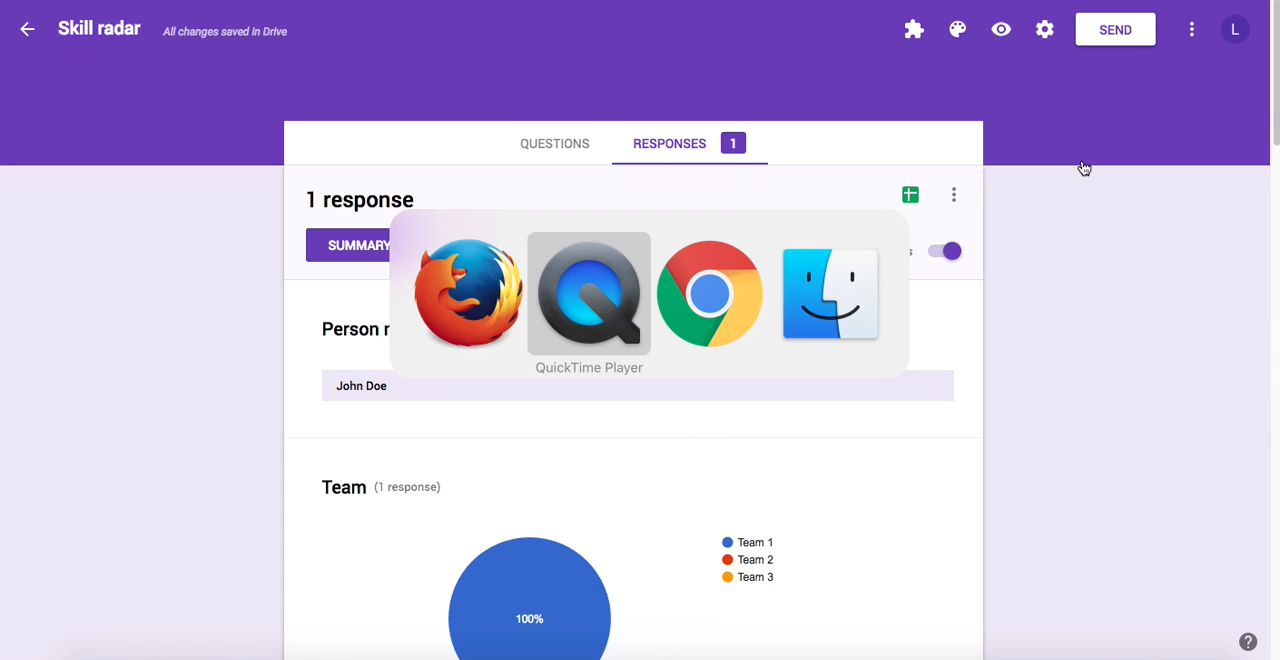 Skill radar All changes saved in Drive
SEND
L
QUESTIONS RESPONSES 1
1 response
SUMMARY
Person
QuickTime Player
John Doe
Team (1 response)
Team 1
Team 2
Team 3
100%
?